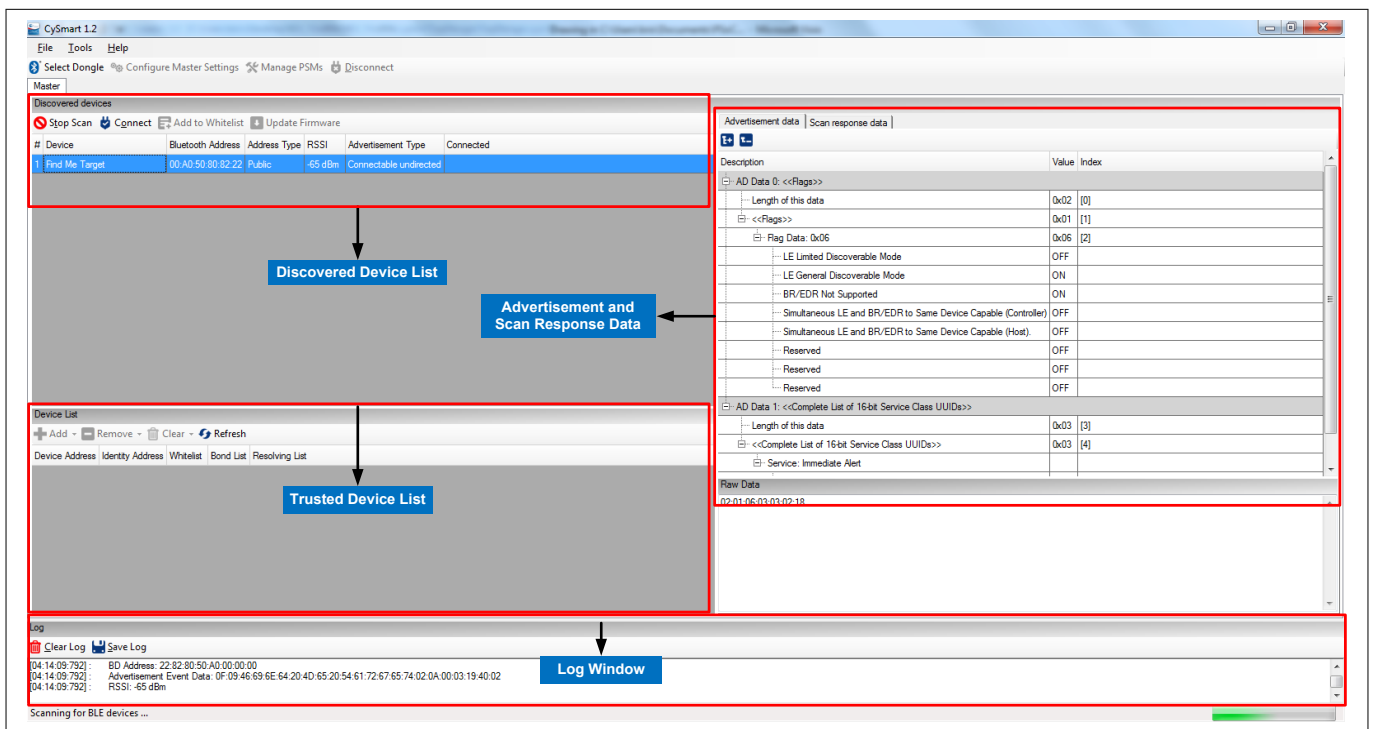 CySmart 1.2
File Tools Help
Select Dongle Configure Master Settings Manage PSMs Disconnect
Master
Discovered devices
Stop Scan Connect Add to Whitelist Update Firmware
# Device Bluetooth Address Address Type RSSI Advertisement Type Connected
1 Find Me Target 00:A0:50:80:82:22 Public -65 dBm Connectable undirected
Discovered Device List
Advertisement and
Scan Response Data
Device List
Add Remove Clear Refresh
Device Address Identity Address Whitelist Bond List Resolving List
Trusted Device List
Advertisement data Scan response data
Description Value Index
AD Data 0: <<Flags>>
Length of this data 0x02 [0]
<<Flags>> 0x01 [1]
Flag Data: 0x06 0x06 [2]
LE Limited Discoverable Mode OFF
LE General Discoverable Mode ON
BR/EDR Not Supported ON
Simultaneous LE and BR/EDR to Same Device Capable (Controller) OFF
Simultaneous LE and BR/EDR to Same Device Capable (Host). OFF
Reserved OFF
Reserved OFF
Reserved OFF
AD Data 1: <<Complete List of 16-bit Service Class UUIDs>>
Length of this data 0x03 [3]
<<Complete List of 16-bit Service Class UUIDs>> 0x03 [4]
Service: Immediate Alert
Raw Data
02:01:06:03:03:02:18
Log
Clear Log Save Log
[04:14:09:792] : BD Address: 22:82:80:50:A0:00:00:00
[04:14:09:792] : Advertisement Event Data: 0F:09:46:69:6E:64:20:4D:65:20:54:61:72:67:65:74:02:0A:00:03:19:40:02
[04:14:09:792] : RSSI: -65 dBm
Log Window
Scanning for BLE devices ...